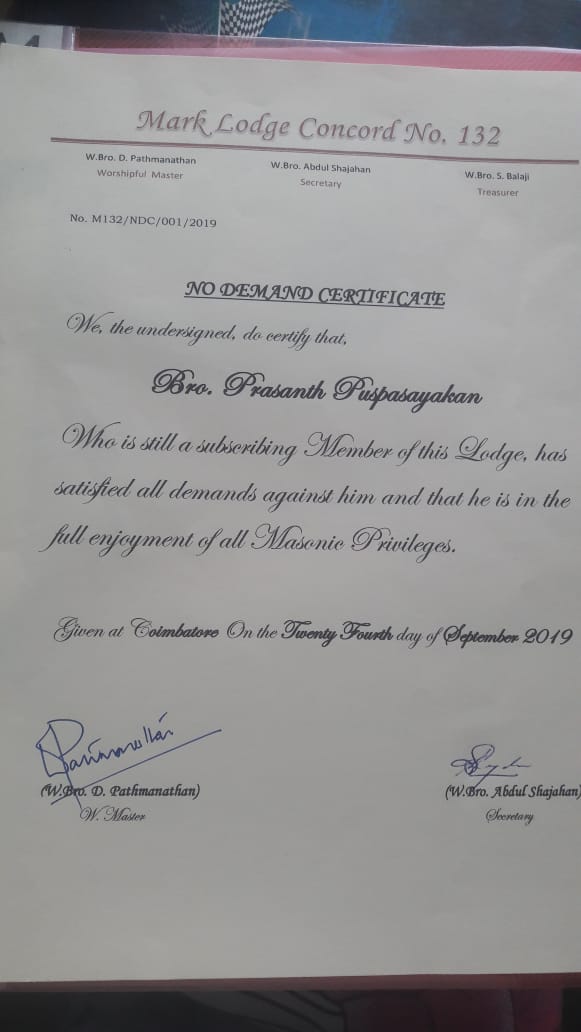 Mark Lodge Concord No. 132
W.Bro. D. Pathmanathan
Worshipful Master
W.Bro. Abdul Shajahan
Secretary
W.Bro. S. Balaji
Treasurer
No. M132/NDC/001/2019
NO DEMAND CERTIFICATE
We, the undersigned, do certify that,
Bro. Prasanth Puspasayakan
Who is still a subscribing Member of this Lodge, has
satisfied all demands against him and that he is in the
full enjoyment of all Masonic Privileges.
Given at Coimbatore On the Twenty Fourth day of September 2019
(W.Bro. D. Pathmanathan)
W. Master
(W.Bro. Abdul Shajahan)
Secretary